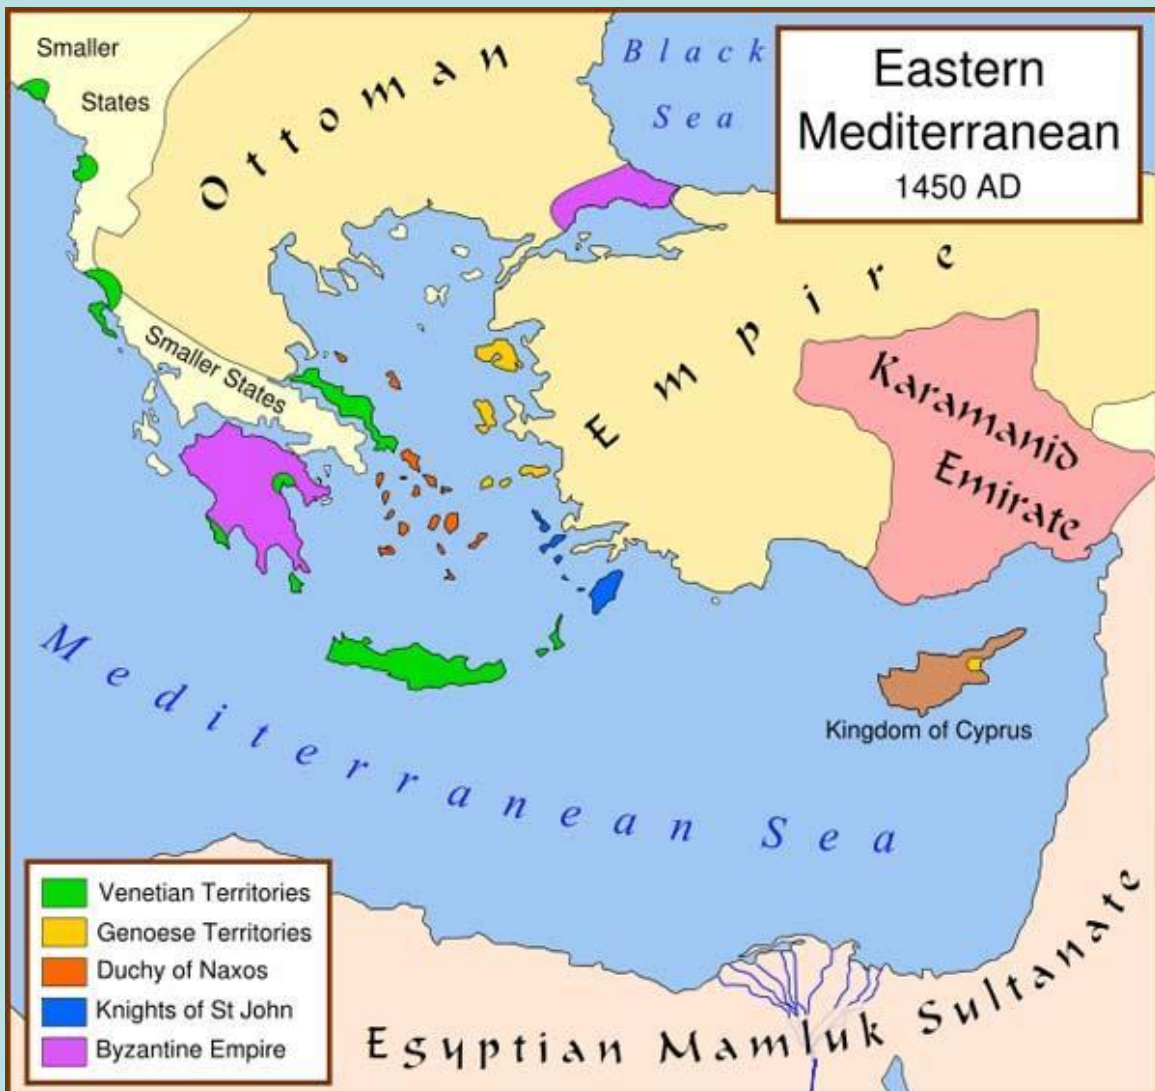 Smaller
States
Ottoman
Empire
Black
Sea
Eastern
Mediterranean
1450 AD
Smaller States
Karamanid
Emirate
Mediterranean Sea
Kingdom of Cyprus
Venetian Territories
Genoese Territories
Duchy of Naxos
Knights of St John
Byzantine Empire
Egyptian Mamluk Sultanate